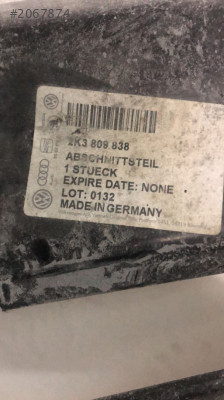 #2067874
2K3 809 838
ABSCHNITTSTEIL
1 STUECK
EXPIRE DATE: NONE
LOT: 0132
MADE IN GERMANY